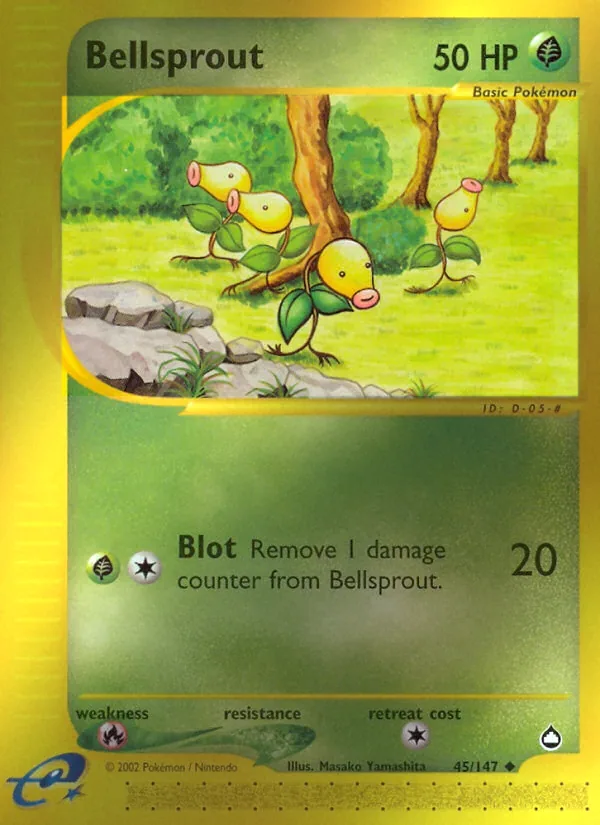 Bellsprout 50 HP
Basic Pokémon
ID: D-05-#
Blot Remove 1 damage 20
counter from Bellsprout.
weakness resistance retreat cost
© 2002 Pokémon / Nintendo Illus. Masako Yamashita 45/147
e